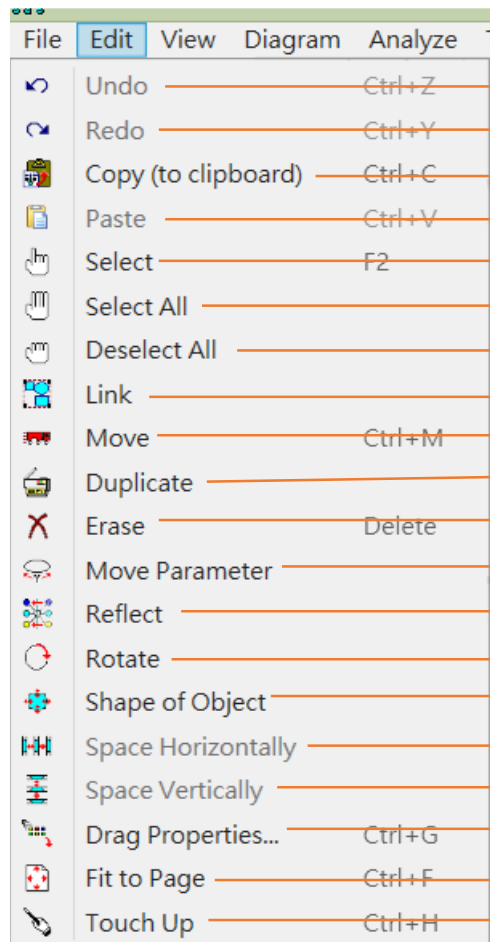 File Edit View Diagram Analyze
Undo Ctrl+Z
Redo Ctrl+Y
Copy (to clipboard) Ctrl+C
Paste Ctrl+V
Select F2
Select All
Deselect All
Link
Move Ctrl+M
Duplicate
Erase Delete
Move Parameter
Reflect
Rotate
Shape of Object
Space Horizontally
Space Vertically
Drag Properties... Ctrl+G
Fit to Page Ctrl+F
Touch Up Ctrl+H